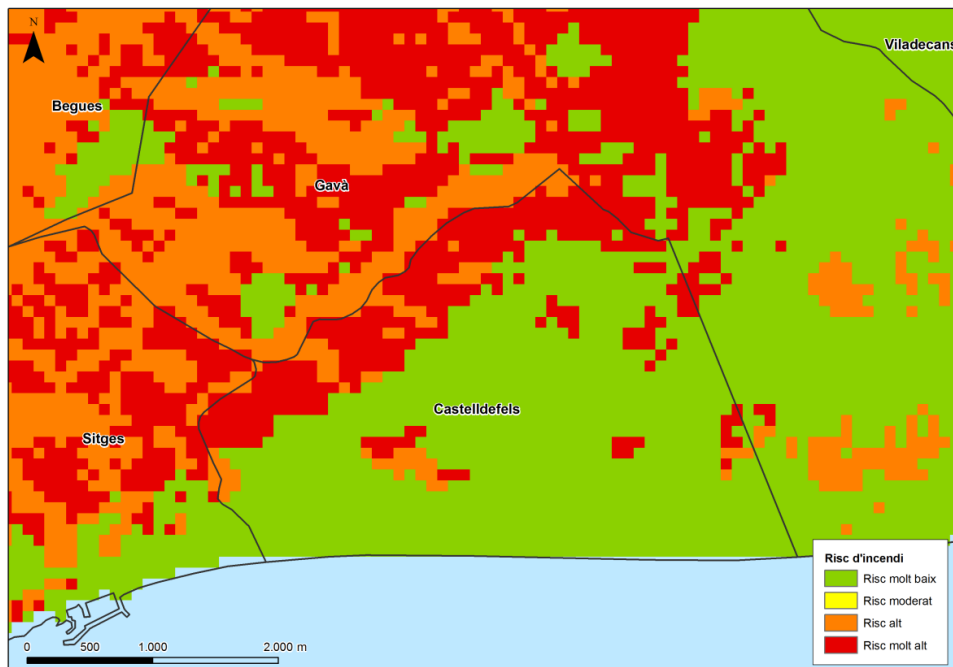 N
Viladecans
Begues
Gavà
Castelldefels
Sitges
Risc d'incendi
Risc molt baix
Risc moderat
Risc alt
Risc molt alt
0 500 1.000 2.000 m